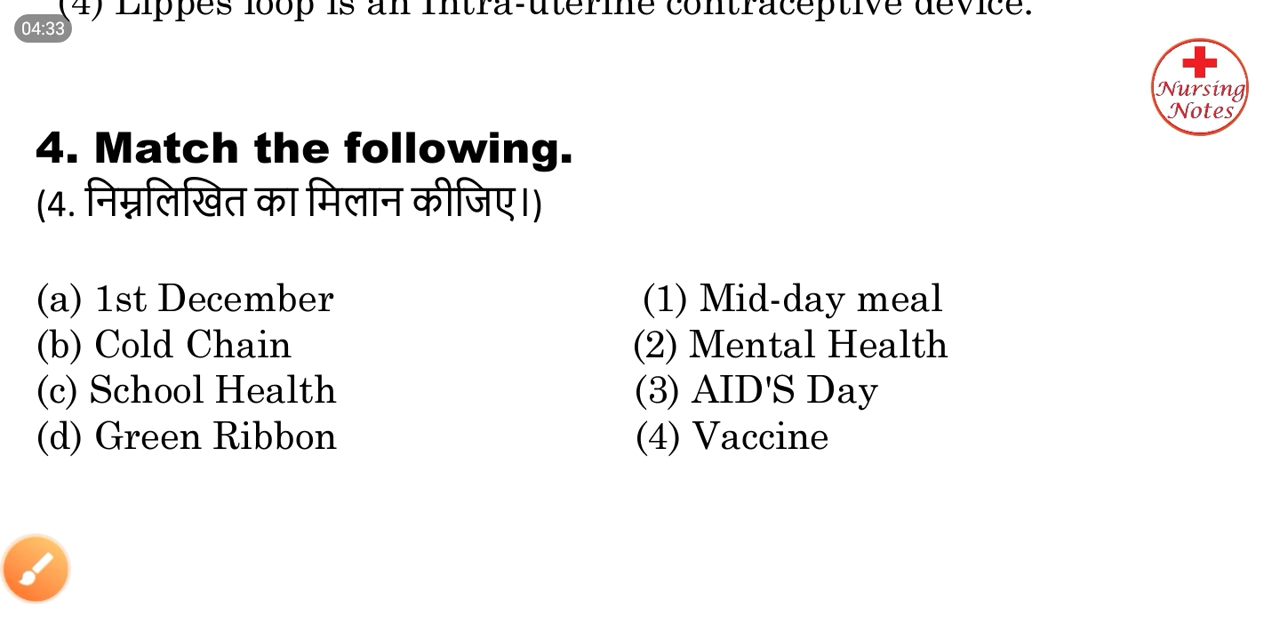 (4) Lippes loop is an Intra-uterine contraceptive device.
04:33
Nursing
Notes
4. Match the following.
(4. निम्नलिखित का मिलान कीजिए।)
(a) 1st December (1) Mid-day meal
(b) Cold Chain (2) Mental Health
(c) School Health (3) AID'S Day
(d) Green Ribbon (4) Vaccine